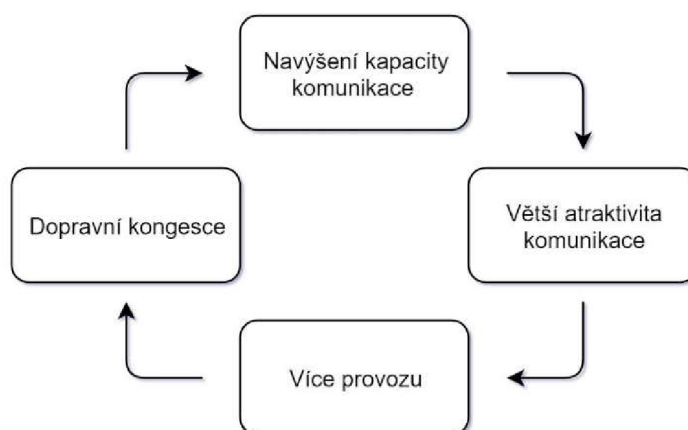 Navýšení kapacity
komunikace
Větší atraktivita
komunikace
Více provozu
Dopravní kongesce